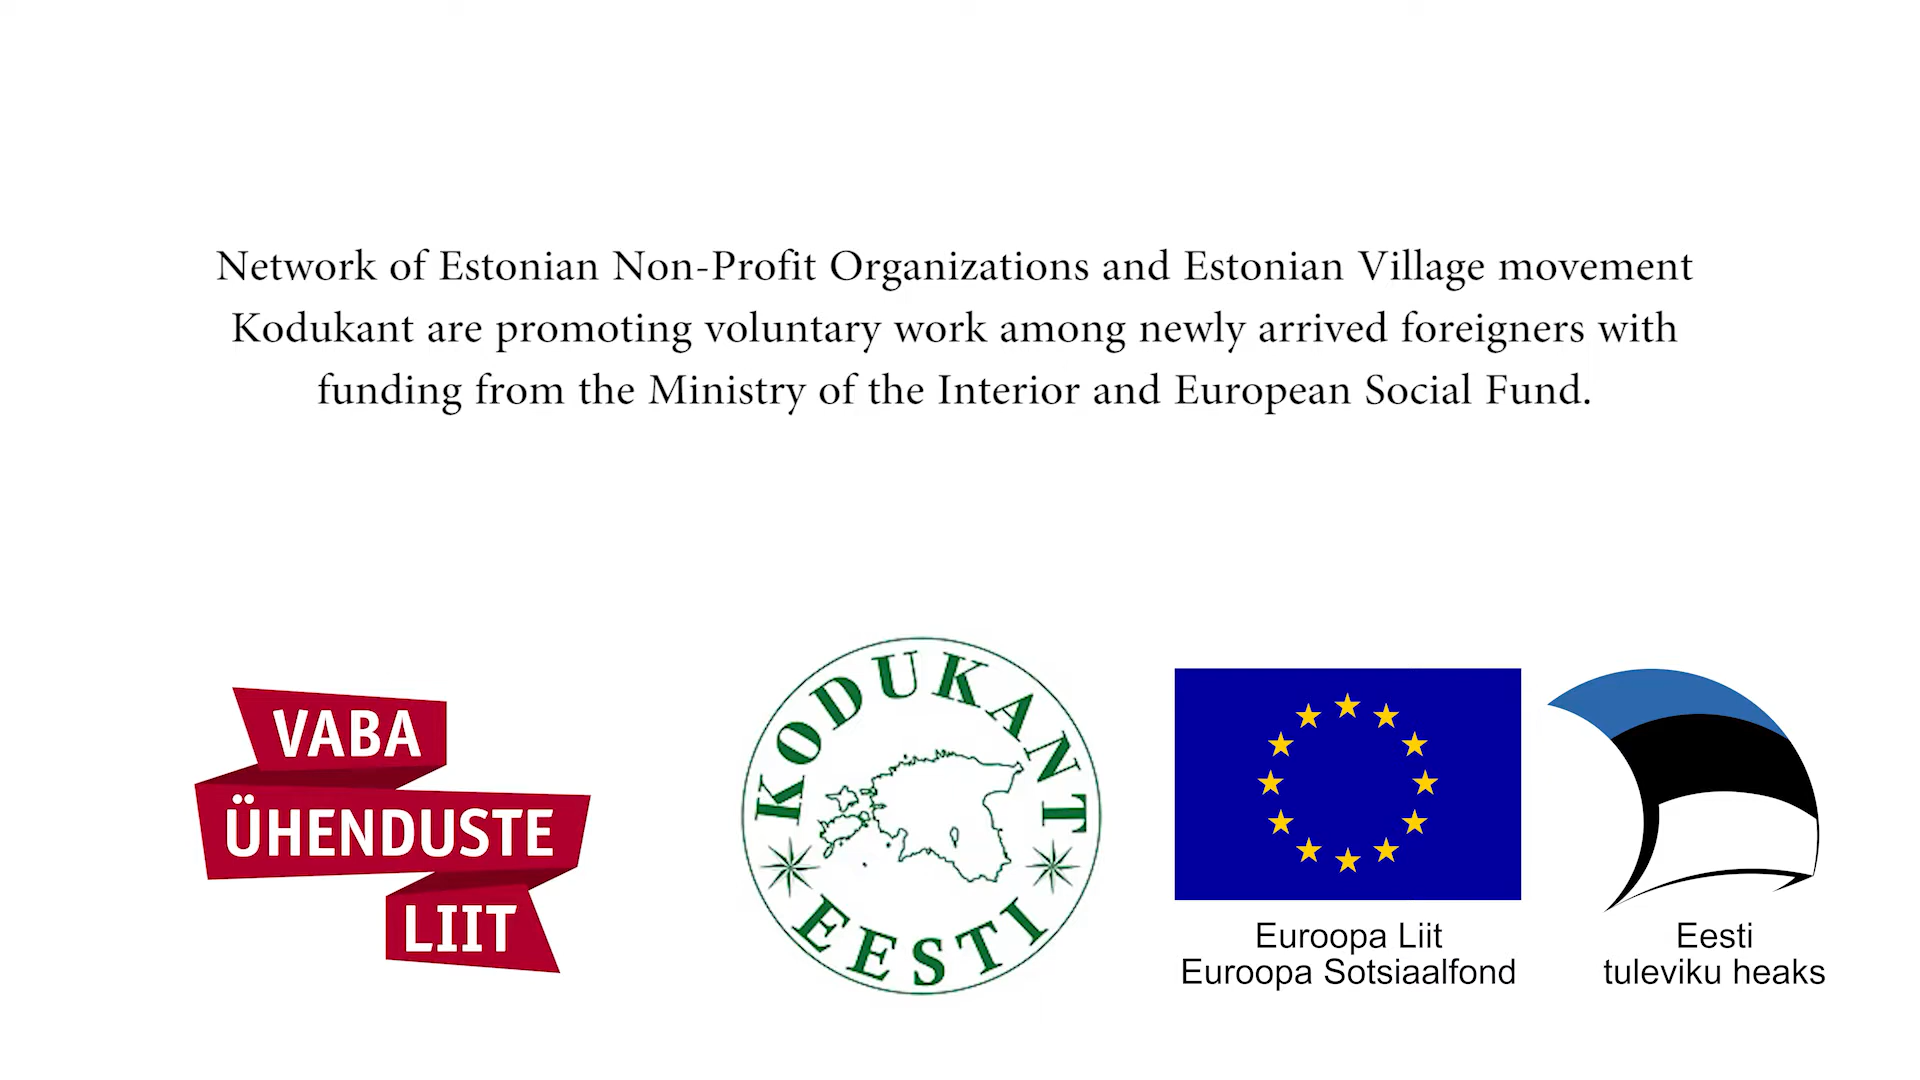 Network of Estonian Non-Profit Organizations and Estonian Village movement
Kodukant are promoting voluntary work among newly arrived foreigners with
funding from the Ministry of the Interior and European Social Fund.
VABA
ÜHENDUSTE
LIIT
KODUKANT
EESTI
Euroopa Liit
Euroopa Sotsiaalfond
Eesti
tuleviku heaks